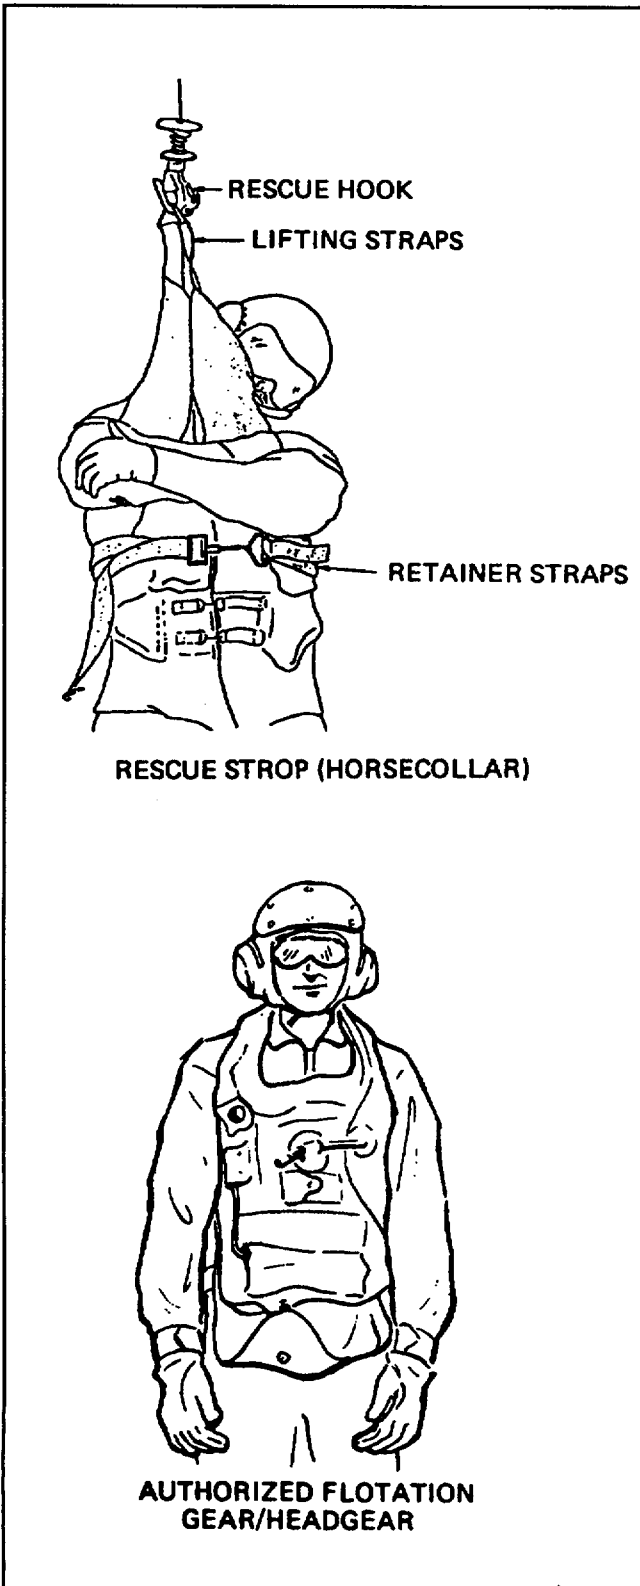 RESCUE HOOK
LIFTING STRAPS
RETAINER STRAPS
RESCUE STROP (HORSECOLLAR)
AUTHORIZED FLOTATION
GEAR/HEADGEAR